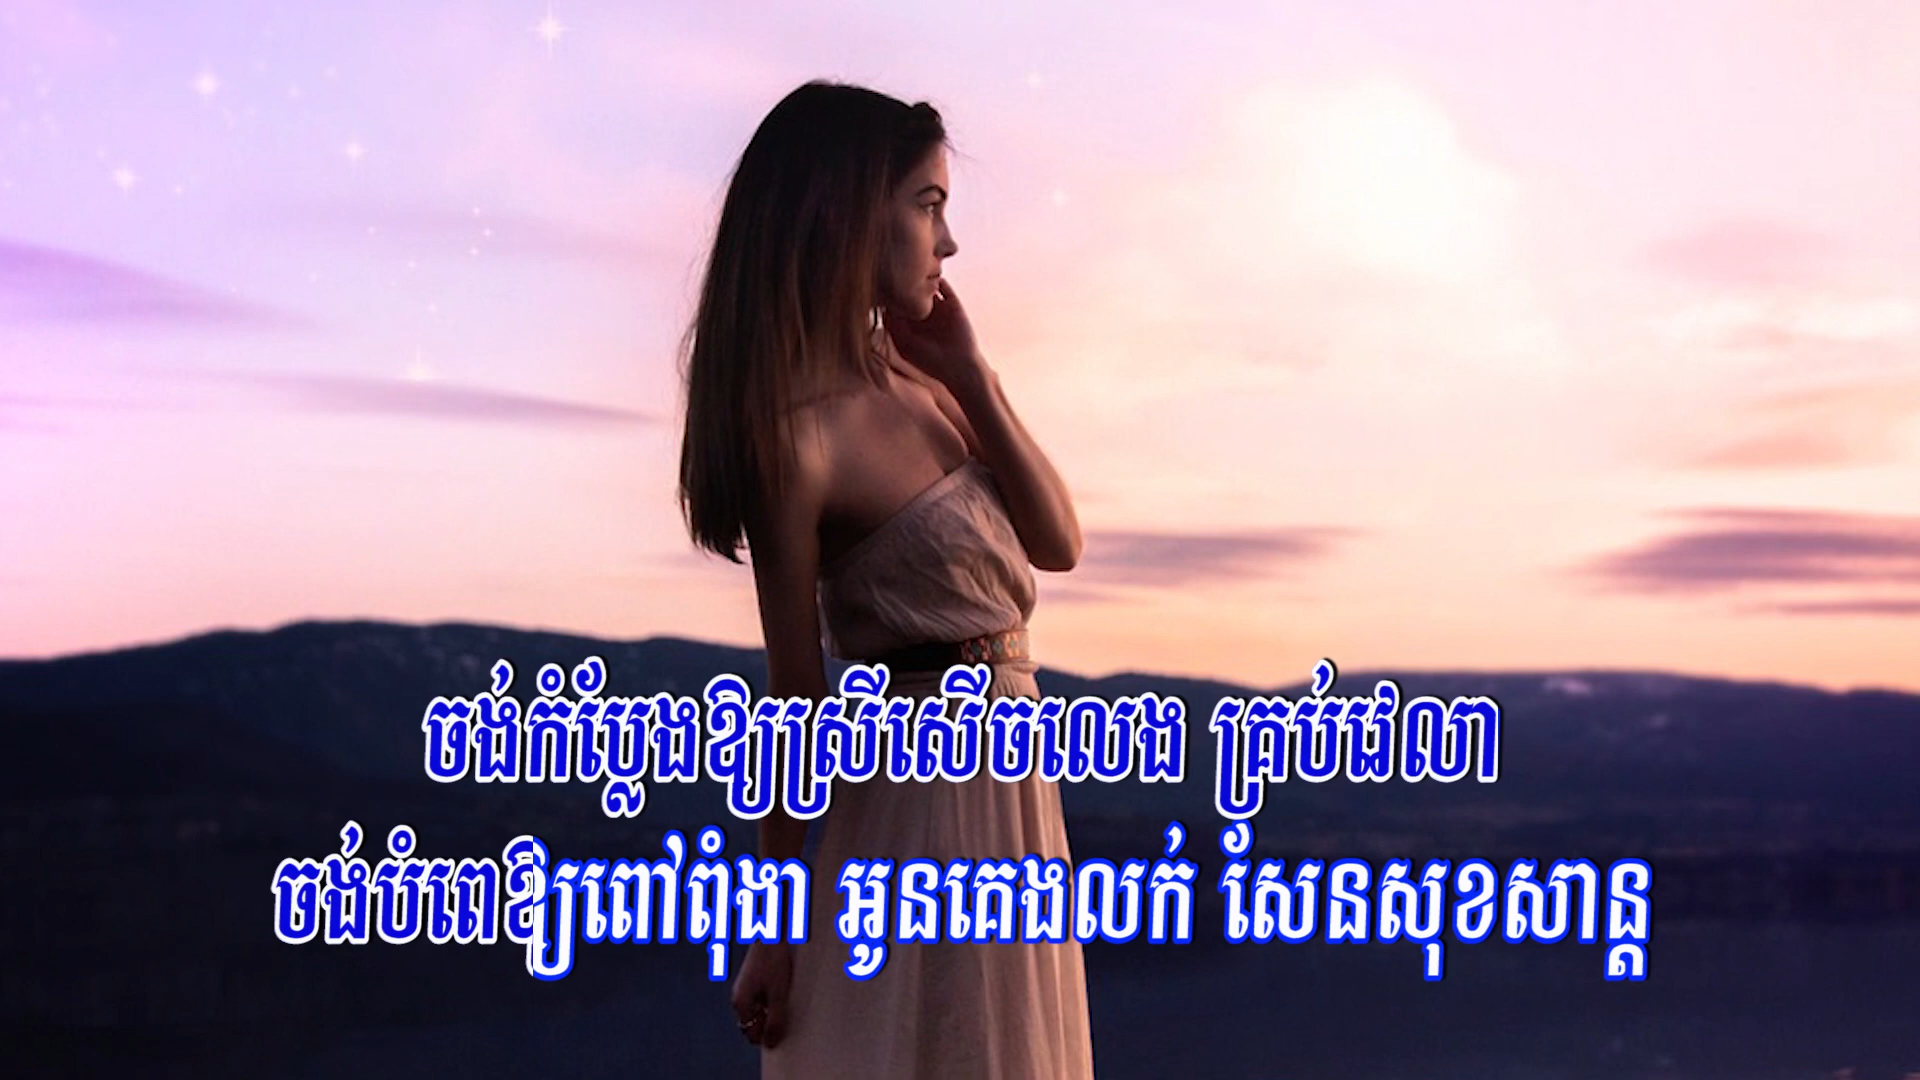 ចង់កំប្លែងឱ្យស្រីសើចលេង គ្រប់វេលា
ចង់បំពេឱ្យពៅពុំងា អូនគេងលក់ សែនសុខសាន្ត